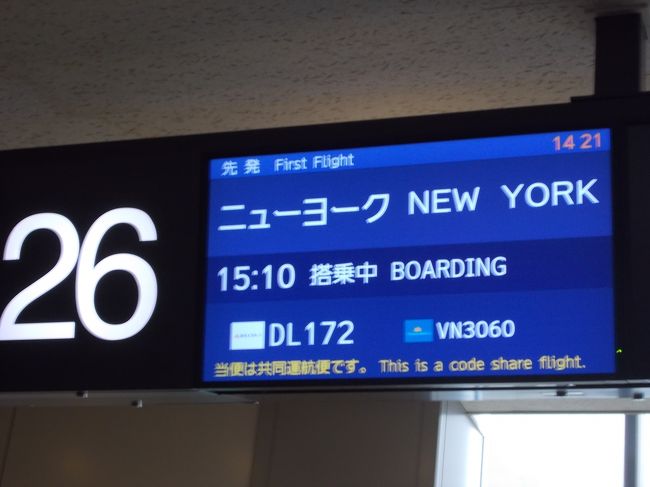 26
先発 First Flight 14 21
ニューヨーク NEW YORK
15:10 搭乗中 BOARDING
DL172 VN3060
当便は共同運航便です。 This is a code share flight.